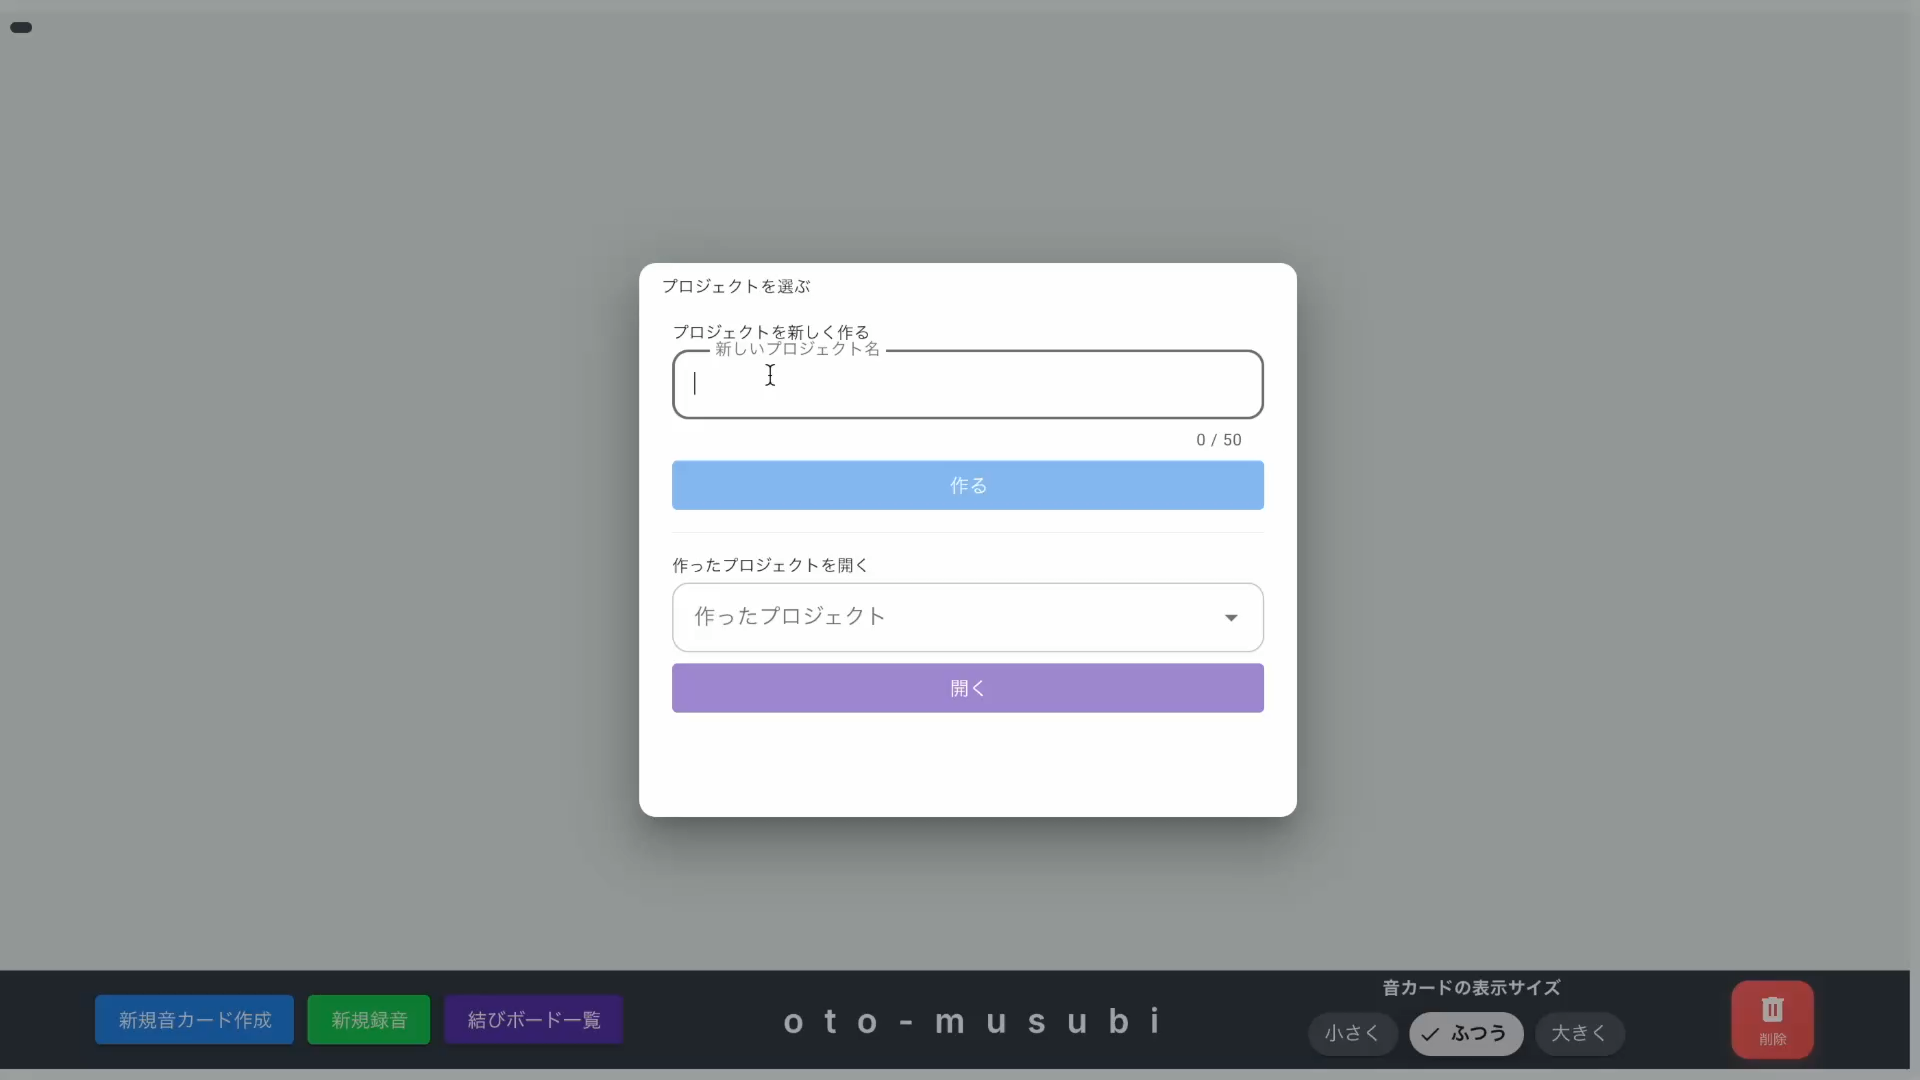 プロジェクトを選ぶ
プロジェクトを新しく作る
新しいプロジェクト名
0 / 50
作る
作ったプロジェクトを開く
作ったプロジェクト
開く
新規音カード作成
新規録音
結びボード一覧
oto-musubi
音カードの表示サイズ
小さく
ふつう
大きく
削除